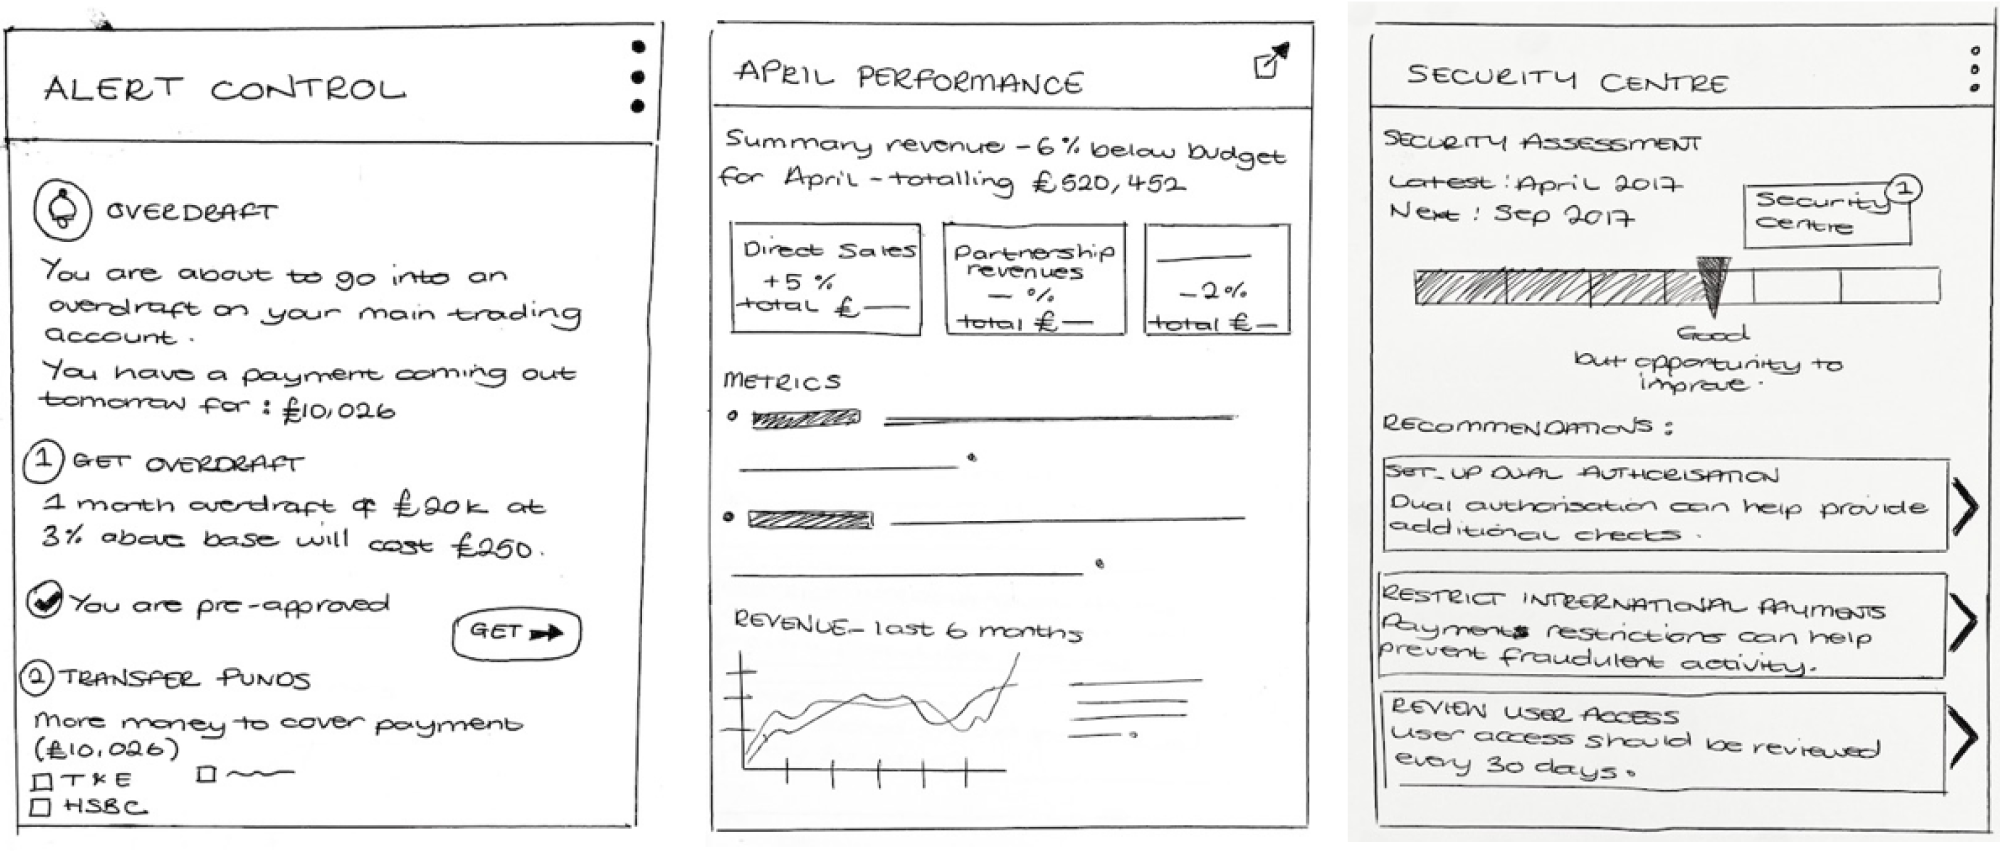 ALERT CONTROL
OVERDRAFT
You are about to go into an
overdraft on your main trading
account.
You have a payment coming out
tomorrow for : £10,026
1 GET OVERDRAFT
1 month overdraft of £20k at
3% above base will cost £250.
You are pre-approved
GET
2 TRANSFER FUNDS
More money to cover payment
(£10,026)
HSBC
APRIL PERFORMANCE
Summary revenue - 6% below budget
for April - totalling £520,452
Direct Sales
+5%
total £ —
Partnership
revenues
— %
total £ —
-2%
total £ —
METRICS
REVENUE - last 6 months
SECURITY CENTRE
SECURITY ASSESSMENT
Latest : April 2017
Next : Sep 2017
Security
centre
1
Good
but opportunity to
improve.
RECOMMENDATIONS :
SET-UP DUAL AUTHORISATION
Dual authorisation can help provide
additional checks.
RESTRICT INTERNATIONAL PAYMENTS
Payments restrictions can help
prevent fraudulent activity.
REVIEW USER ACCESS
User access should be reviewed
every 30 days.